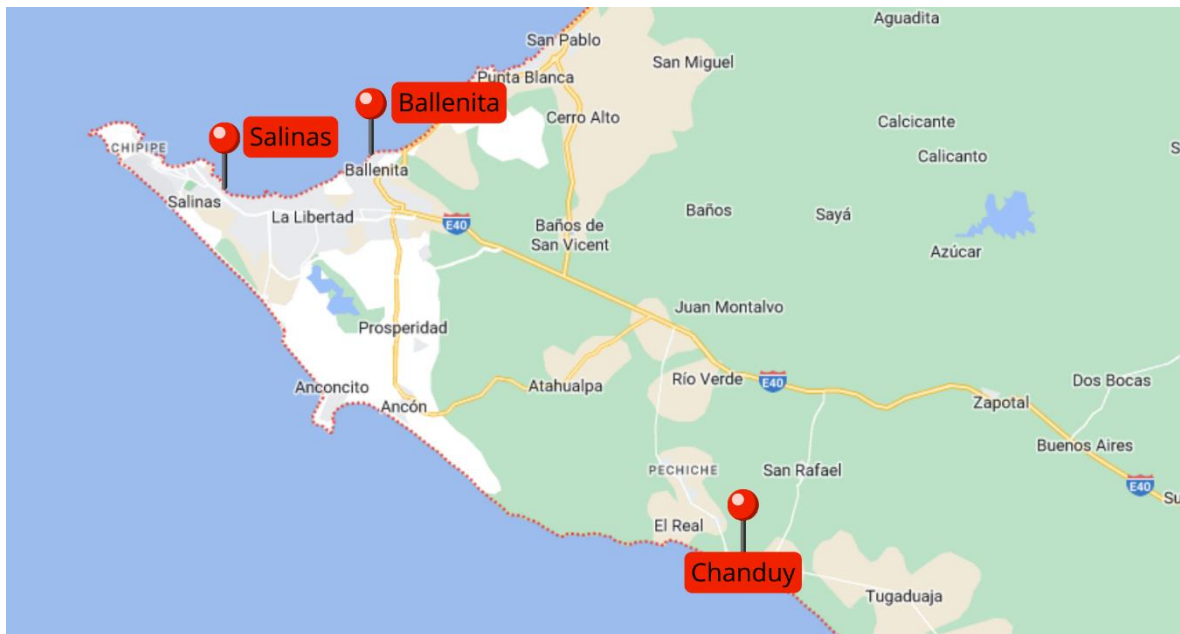 Aguadita
San Pablo
San Miguel
Punta Blanca
Ballenita
Cerro Alto
Calcicante
Salinas
CHIPIPE
Calicanto
S
Ballenita
Salinas
La Libertad
Baños
Sayá
E40
Baños de
San Vicent
Azúcar
Juan Montalvo
Prosperidad
Río Verde
E40
Dos Bocas
Anconcito
Atahualpa
Ancón
Zapotal
Buenos Aires
PECHICHE
San Rafael
E40
Su
El Real
Chanduy
Tugaduaja